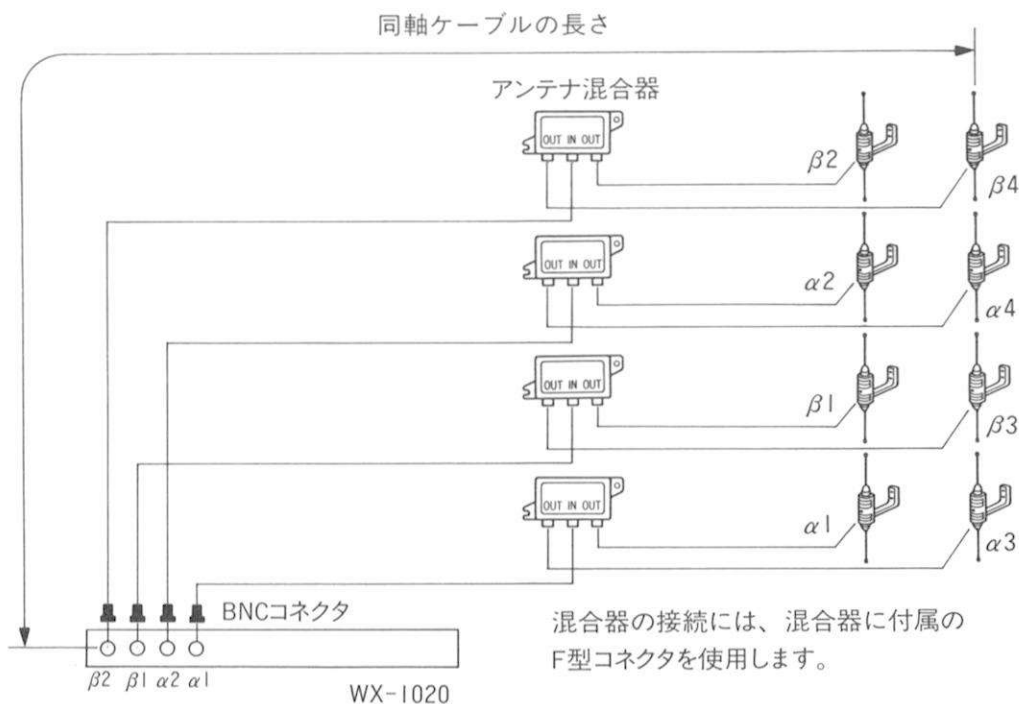 同軸ケーブルの長さ
アンテナ混合器
OUT IN OUT
β2
β4
OUT IN OUT
α2
α4
OUT IN OUT
β1
β3
OUT IN OUT
α1
α3
BNCコネクタ
混合器の接続には、混合器に付属の
F型コネクタを使用します。
β2 β1 α2 α1
WX-1020